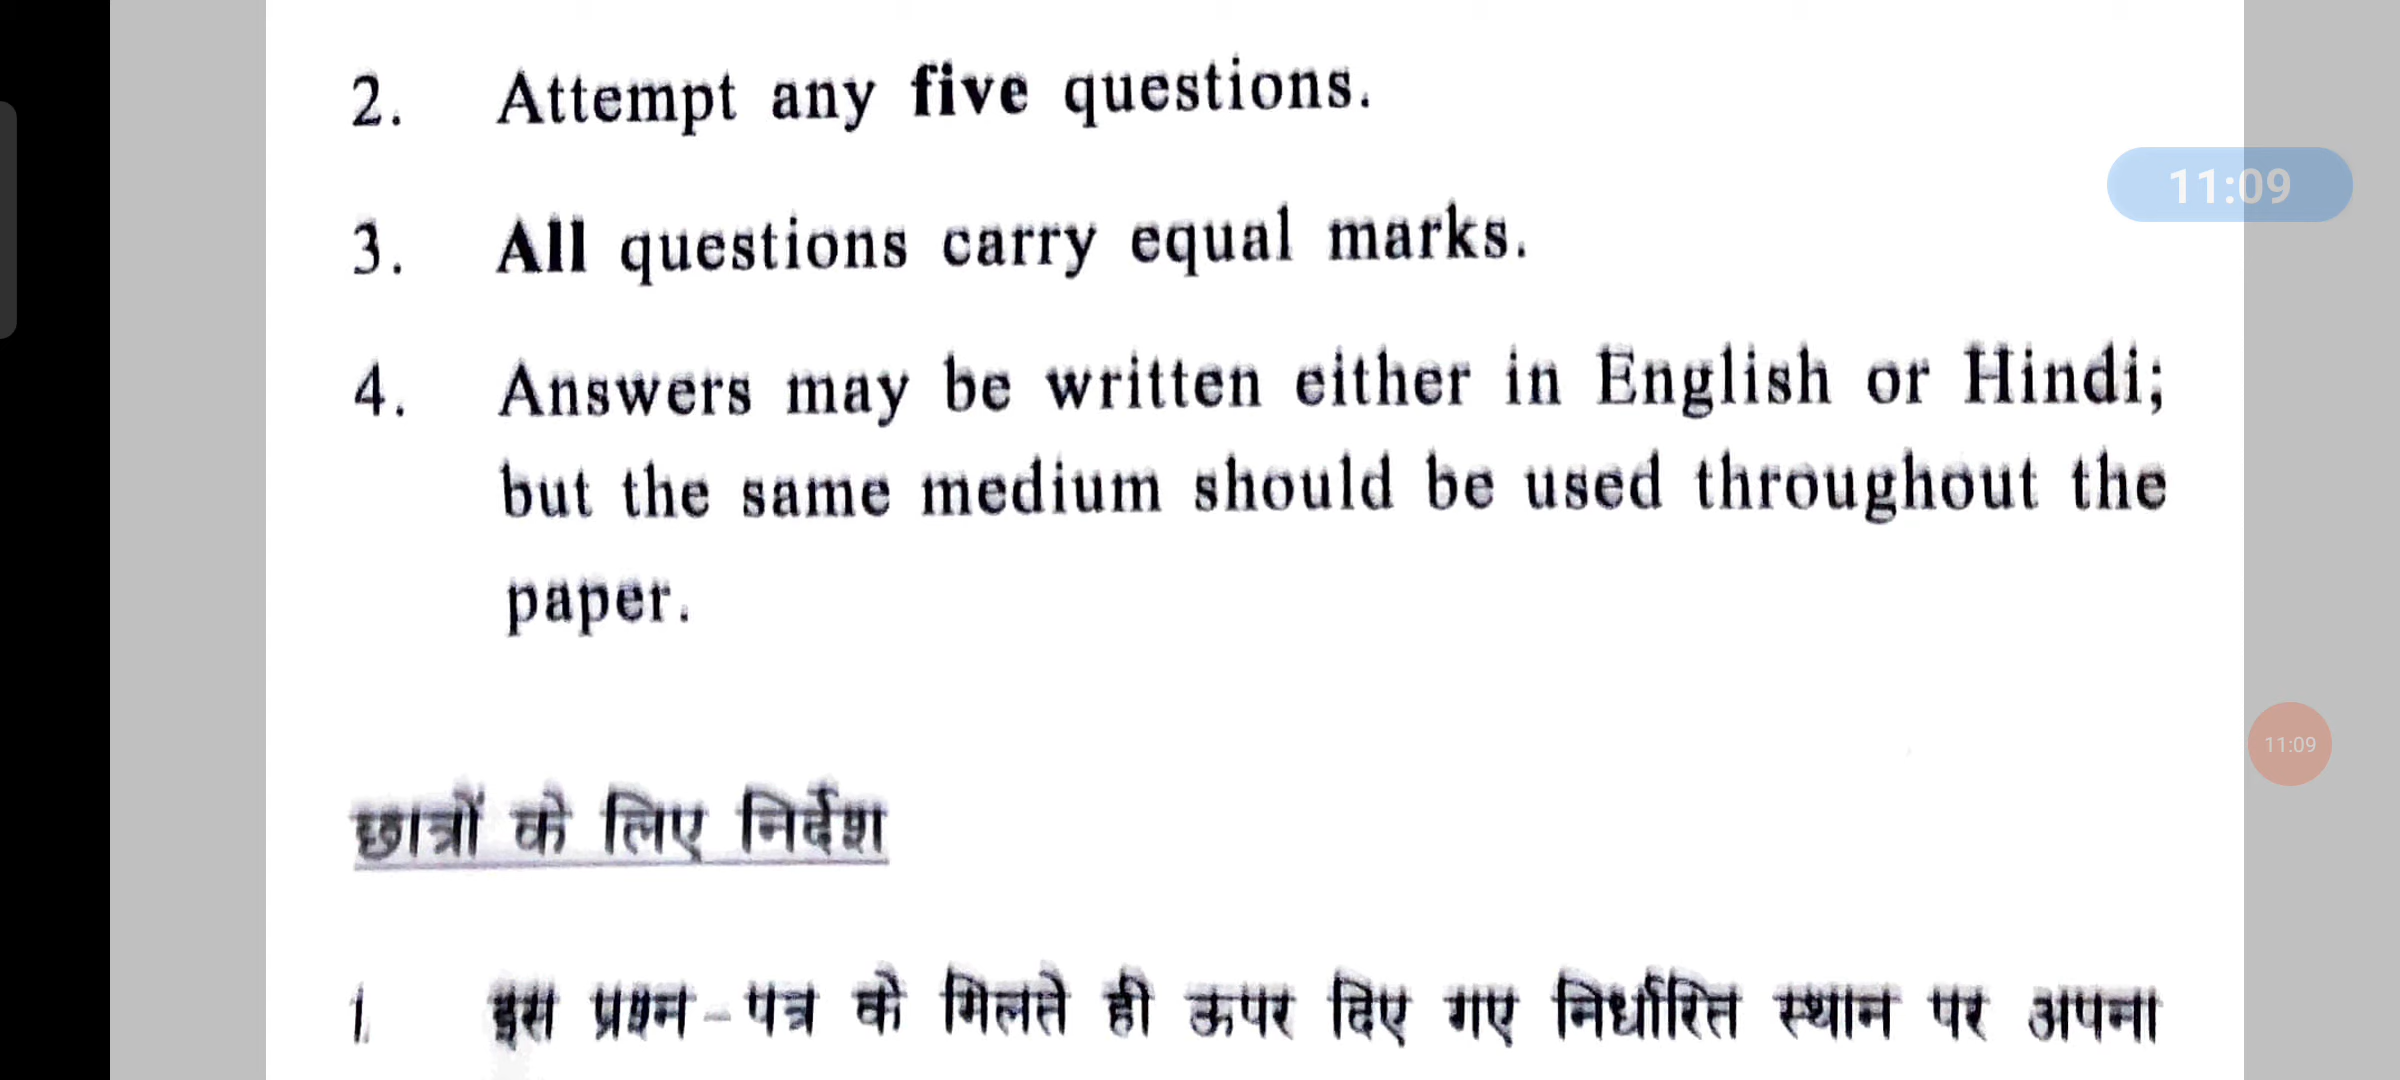 2. Attempt any five questions.
11:09
3. All questions carry equal marks.
4. Answers may be written either in English or Hindi;
but the same medium should be used throughout the
paper.
11:09
छात्रों के लिए निर्देश
1. इस प्रश्न-पत्र के मिलते ही ऊपर दिए गए निर्धारित स्थान पर अपना